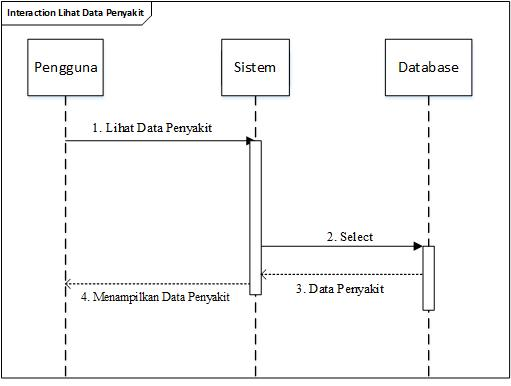 Interaction Lihat Data Penyakit
Pengguna
Sistem
Database
1. Lihat Data Penyakit
2. Select
3. Data Penyakit
4. Menampilkan Data Penyakit